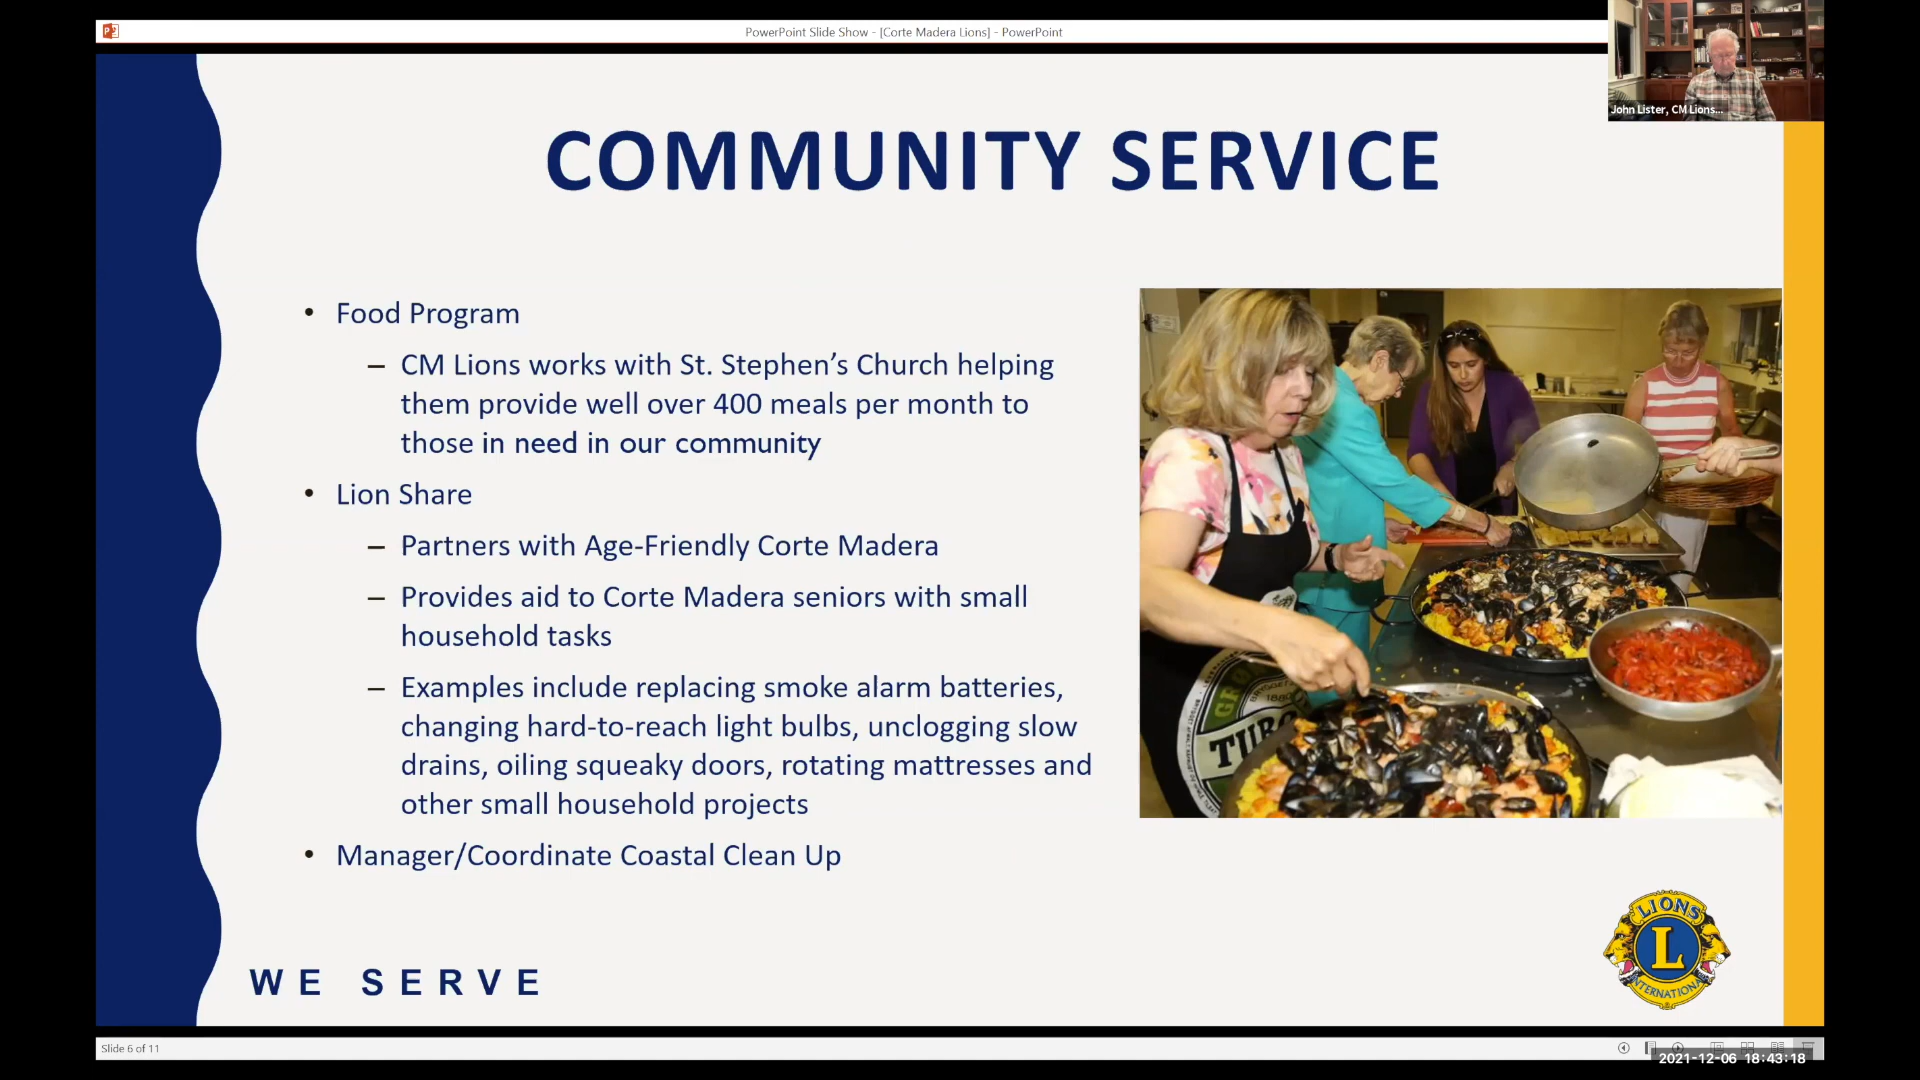 PowerPoint Slide Show - [Corte Madera Lions] - PowerPoint
John Lister, CM Lions...
COMMUNITY SERVICE
• Food Program
– CM Lions works with St. Stephen’s Church helping
them provide well over 400 meals per month to
those in need in our community
• Lion Share
– Partners with Age-Friendly Corte Madera
– Provides aid to Corte Madera seniors with small
household tasks
– Examples include replacing smoke alarm batteries,
changing hard-to-reach light bulbs, unclogging slow
drains, oiling squeaky doors, rotating mattresses and
other small household projects
• Manager/Coordinate Coastal Clean Up
WE SERVE
LIONS
L
INTERNATIONAL
Slide 6 of 11
2021-12-06 18:43:18